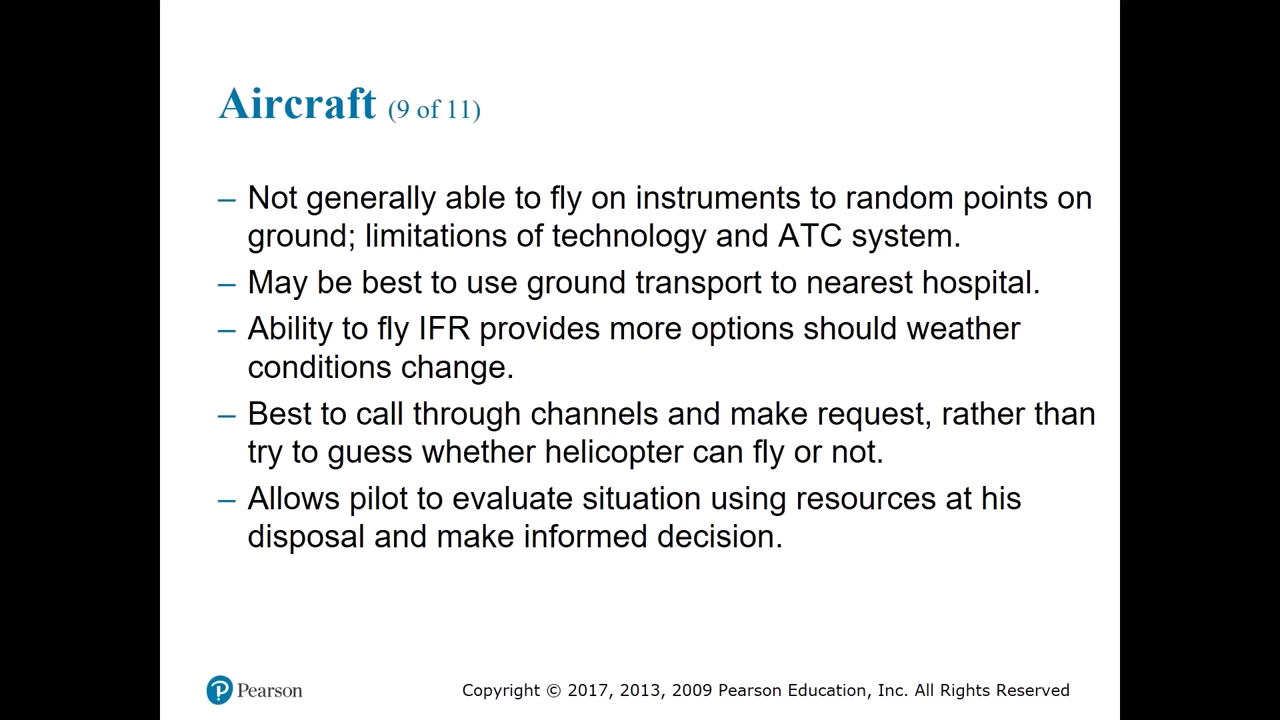 Aircraft (9 of 11)
– Not generally able to fly on instruments to random points on
ground; limitations of technology and ATC system.
– May be best to use ground transport to nearest hospital.
– Ability to fly IFR provides more options should weather
conditions change.
– Best to call through channels and make request, rather than
try to guess whether helicopter can fly or not.
– Allows pilot to evaluate situation using resources at his
disposal and make informed decision.
P Pearson
Copyright © 2017, 2013, 2009 Pearson Education, Inc. All Rights Reserved